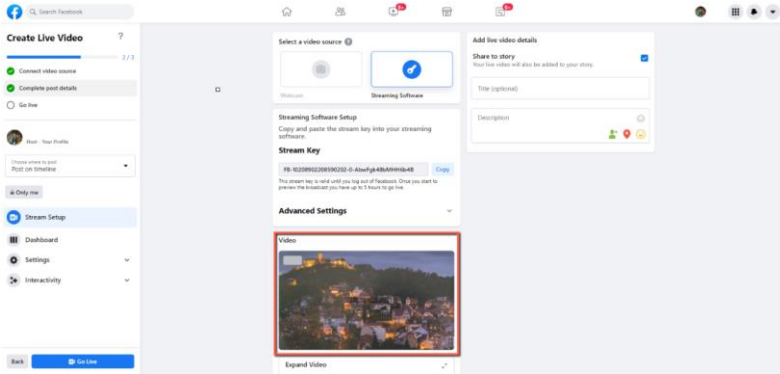 Search Facebook
Create Live Video
?
2 / 3
Connect video source
Complete post details
Go live
Host · Your Profile
Choose where to post
Post on timeline
Only me
Stream Setup
Dashboard
Settings
Interactivity
Back
Go Live
Select a video source
Webcam
Streaming Software
Streaming Software Setup
Copy and paste the stream key into your streaming
software.
Stream Key
Copy
This stream key is valid until you log out of Facebook. Once you start to
preview the broadcast you have up to 5 hours to go live.
Advanced Settings
Video
Expand Video
Add live video details
Share to story
Your live video will also be added to your story.
Title (optional)
Description